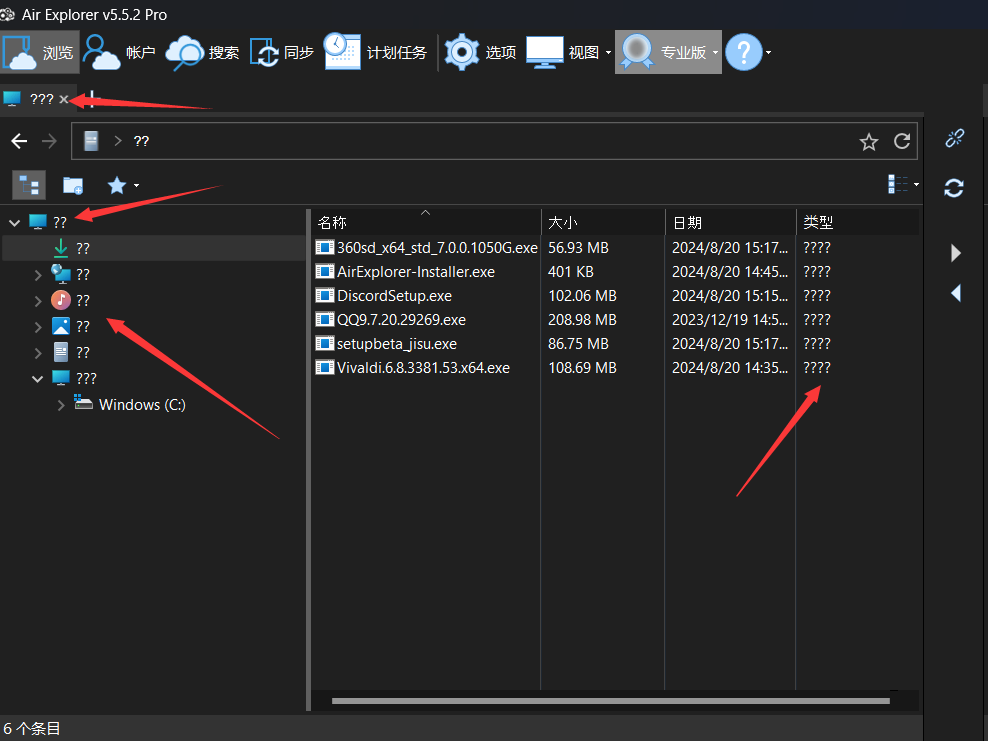 Air Explorer v5.5.2 Pro
浏览 帐户 搜索 同步 计划任务 选项 视图 专业版 ?
???
??
??
名称 大小 日期 类型
??
??
??
??
??
???
Windows (C:)
360sd_x64_std_7.0.0.1050G.exe 56.93 MB 2024/8/20 15:17... ????
AirExplorer-Installer.exe 401 KB 2024/8/20 14:45... ????
DiscordSetup.exe 102.06 MB 2024/8/20 15:15... ????
QQ9.7.20.29269.exe 208.98 MB 2023/12/19 14:5... ????
setupbeta_jisu.exe 86.75 MB 2024/8/20 15:17... ????
Vivaldi.6.8.3381.53.x64.exe 108.69 MB 2024/8/20 14:35... ????
6 个条目